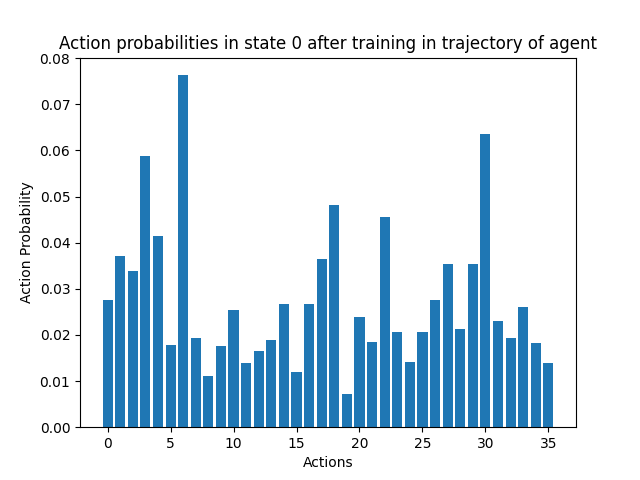 Action probabilities in state 0 after training in trajectory of agent
0.08
0.07
0.06
0.05
0.04
0.03
0.02
0.01
0.00
Action Probability
0 5 10 15 20 25 30 35
Actions